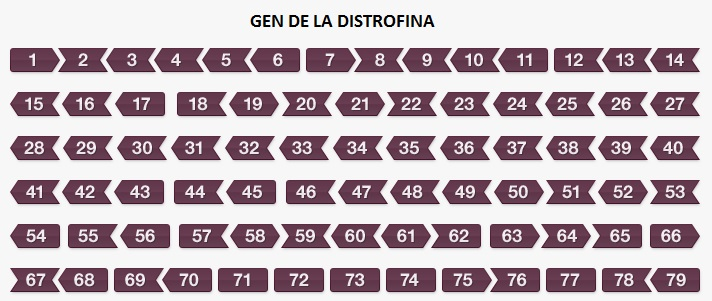 GEN DE LA DISTROFINA
1 2 3 4 5 6 7 8 9 10 11 12 13 14
15 16 17 18 19 20 21 22 23 24 25 26 27
28 29 30 31 32 33 34 35 36 37 38 39 40
41 42 43 44 45 46 47 48 49 50 51 52 53
54 55 56 57 58 59 60 61 62 63 64 65 66
67 68 69 70 71 72 73 74 75 76 77 78 79